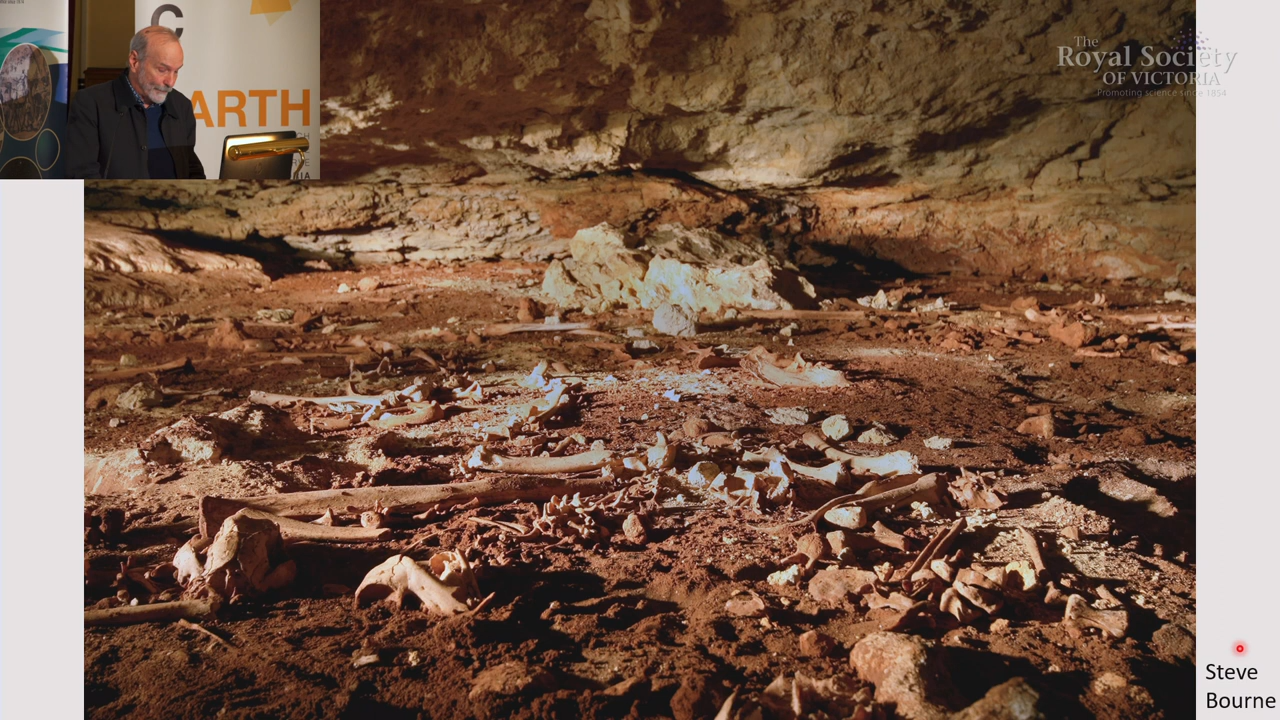 C
ARTH
The
Royal Society
OF VICTORIA
Promoting science since 1854
Steve
Bourne